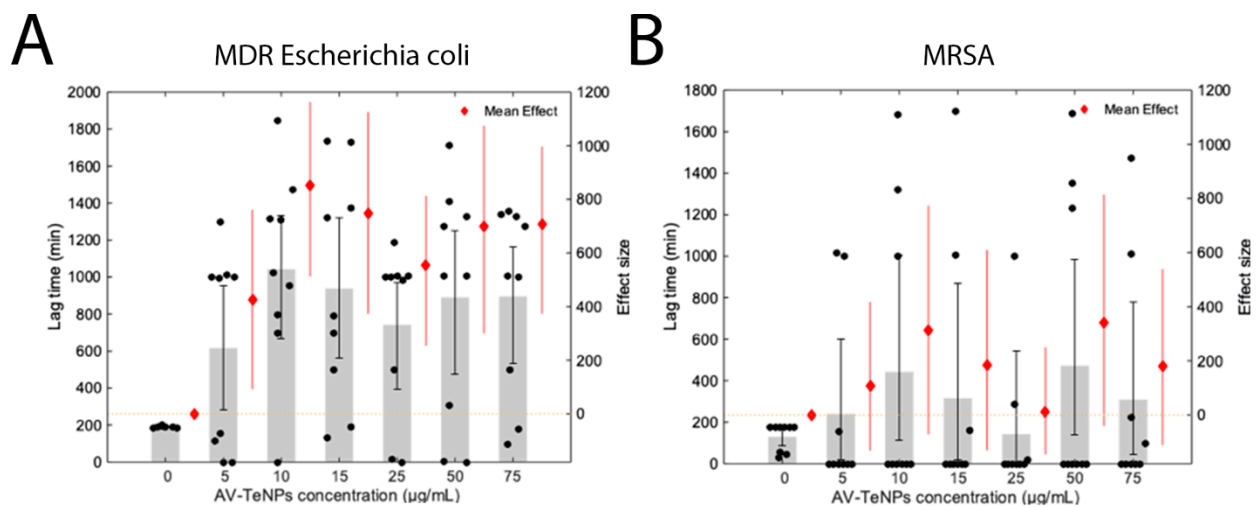 A
MDR Escherichia coli
2000
1800
1600
1400
1200
1000
800
600
400
200
0
Lag time (min)
Mean Effect
1200
1000
800
600
400
200
0
Effect size
0 5 10 15 25 50 75
AV-TeNPs concentration (µg/mL)
B
MRSA
1800
1600
1400
1200
1000
800
600
400
200
0
Lag time (min)
Mean Effect
1200
1000
800
600
400
200
0
Effect size
0 5 10 15 25 50 75
AV-TeNPs concentration (µg/mL)